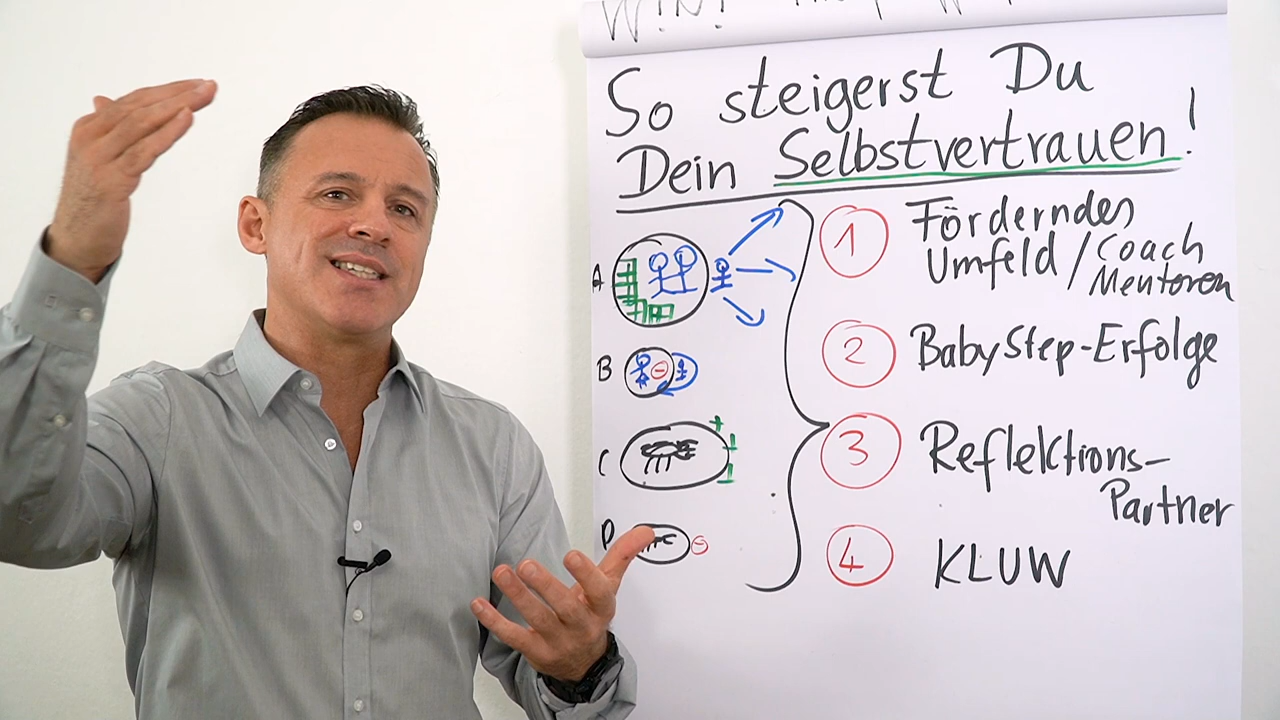 W!N!
So steigerst Du
Dein Selbstvertrauen!
A
B
C
D
1 Förderndes
Umfeld / Coach
Mentoren
2 BabyStep-Erfolge
3 Reflektions-
Partner
4 KLUW